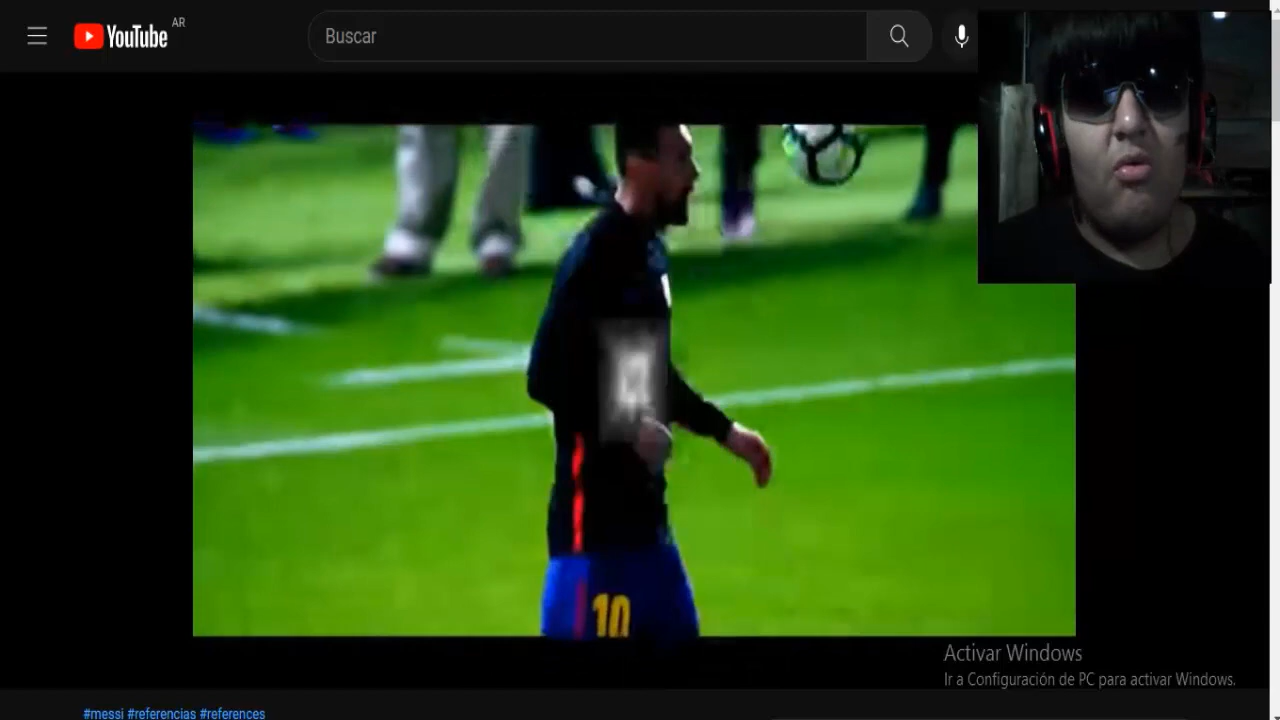 YouTube AR
Buscar
10
Activar Windows
Ir a Configuración de PC para activar Windows.
#messi #referencias #references